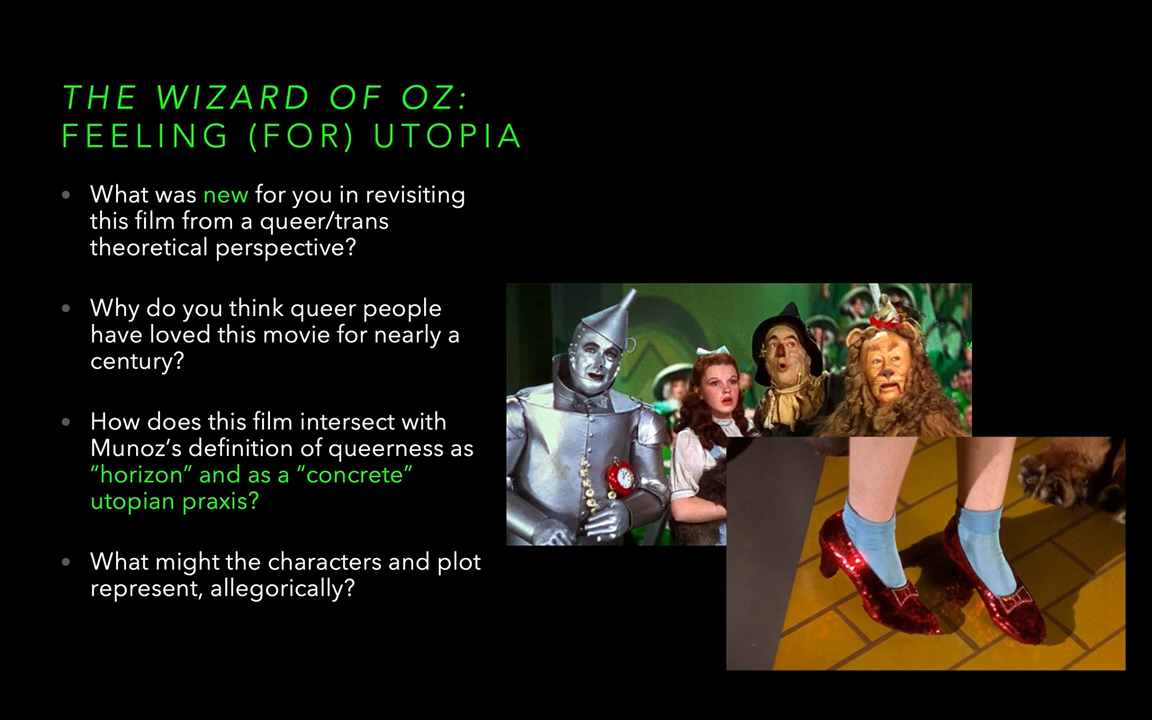 THE WIZARD OF OZ:
FEELING (FOR) UTOPIA
• What was new for you in revisiting
this film from a queer/trans
theoretical perspective?
• Why do you think queer people
have loved this movie for nearly a
century?
• How does this film intersect with
Munoz’s definition of queerness as
“horizon” and as a “concrete”
utopian praxis?
• What might the characters and plot
represent, allegorically?